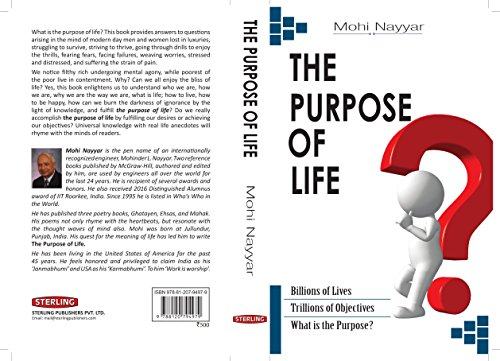 What is the purpose of life? This book provides answers to questions
arising in the mind of modern day men and women lost in luxuries,
struggling to survive, striving to thrive, going through drills to enjoy
the thrills, fearing fears, facing failures, weaving worries, stressed
and distressed, and suffering the strain of pain.
We notice filthy rich undergoing mental agony, while poorest of
the poor live in contentment. Why? Can we all enjoy the bliss of
life? Yes, this book enlightens us to understand who we are, how
we are, why we are the way we are, what is life; how to live, how
to be happy, how can we burn the darkness of ignorance by the
light of knowledge, and fulfill the purpose of life? Do we really
accomplish the purpose of life by fulfilling our desires or achieving
our objectives? Universal knowledge with real life anecdotes will
rhyme with the minds of readers.
Mohi Nayyar is the pen name of an internationally
recognized engineer, Mohinder L. Nayyar. Two reference
books published by McGraw-Hill, authored and edited
by him, are used by engineers all over the world for
the last 24 years. He is recipient of several awards and
honors. He also received 2016 Distinguished Alumnus
award of IIT Roorkee, India. Since 1995 he is listed in Who's Who in
the World.
He has published three poetry books, Ghatayen, Ehsas, and Mahak.
His poems not only rhyme with the heartbeats, but resonate with
the thought waves of mind also. Mohi was born at Jullundur,
Punjab, India. His quest for the meaning of life has led him to write
The Purpose of Life.
He has been living in the United States of America for the past
45 years. He feels honored and privileged to claim India as his
'Janmabhumi' and USA as his 'Karmabhumi'. To him 'Work is worship'.
STERLING
STERLING PUBLISHERS PVT. LTD.
Email: mail@sterlingpublishers.com
ISBN 978-81-207-9497-9
9 788120 794979
₹500
THE PURPOSE OF LIFE
Mohi Nayyar
STERLING
Mohi Nayyar
THE
PURPOSE
OF
LIFE
Billions of Lives
Trillions of Objectives
What is the Purpose?